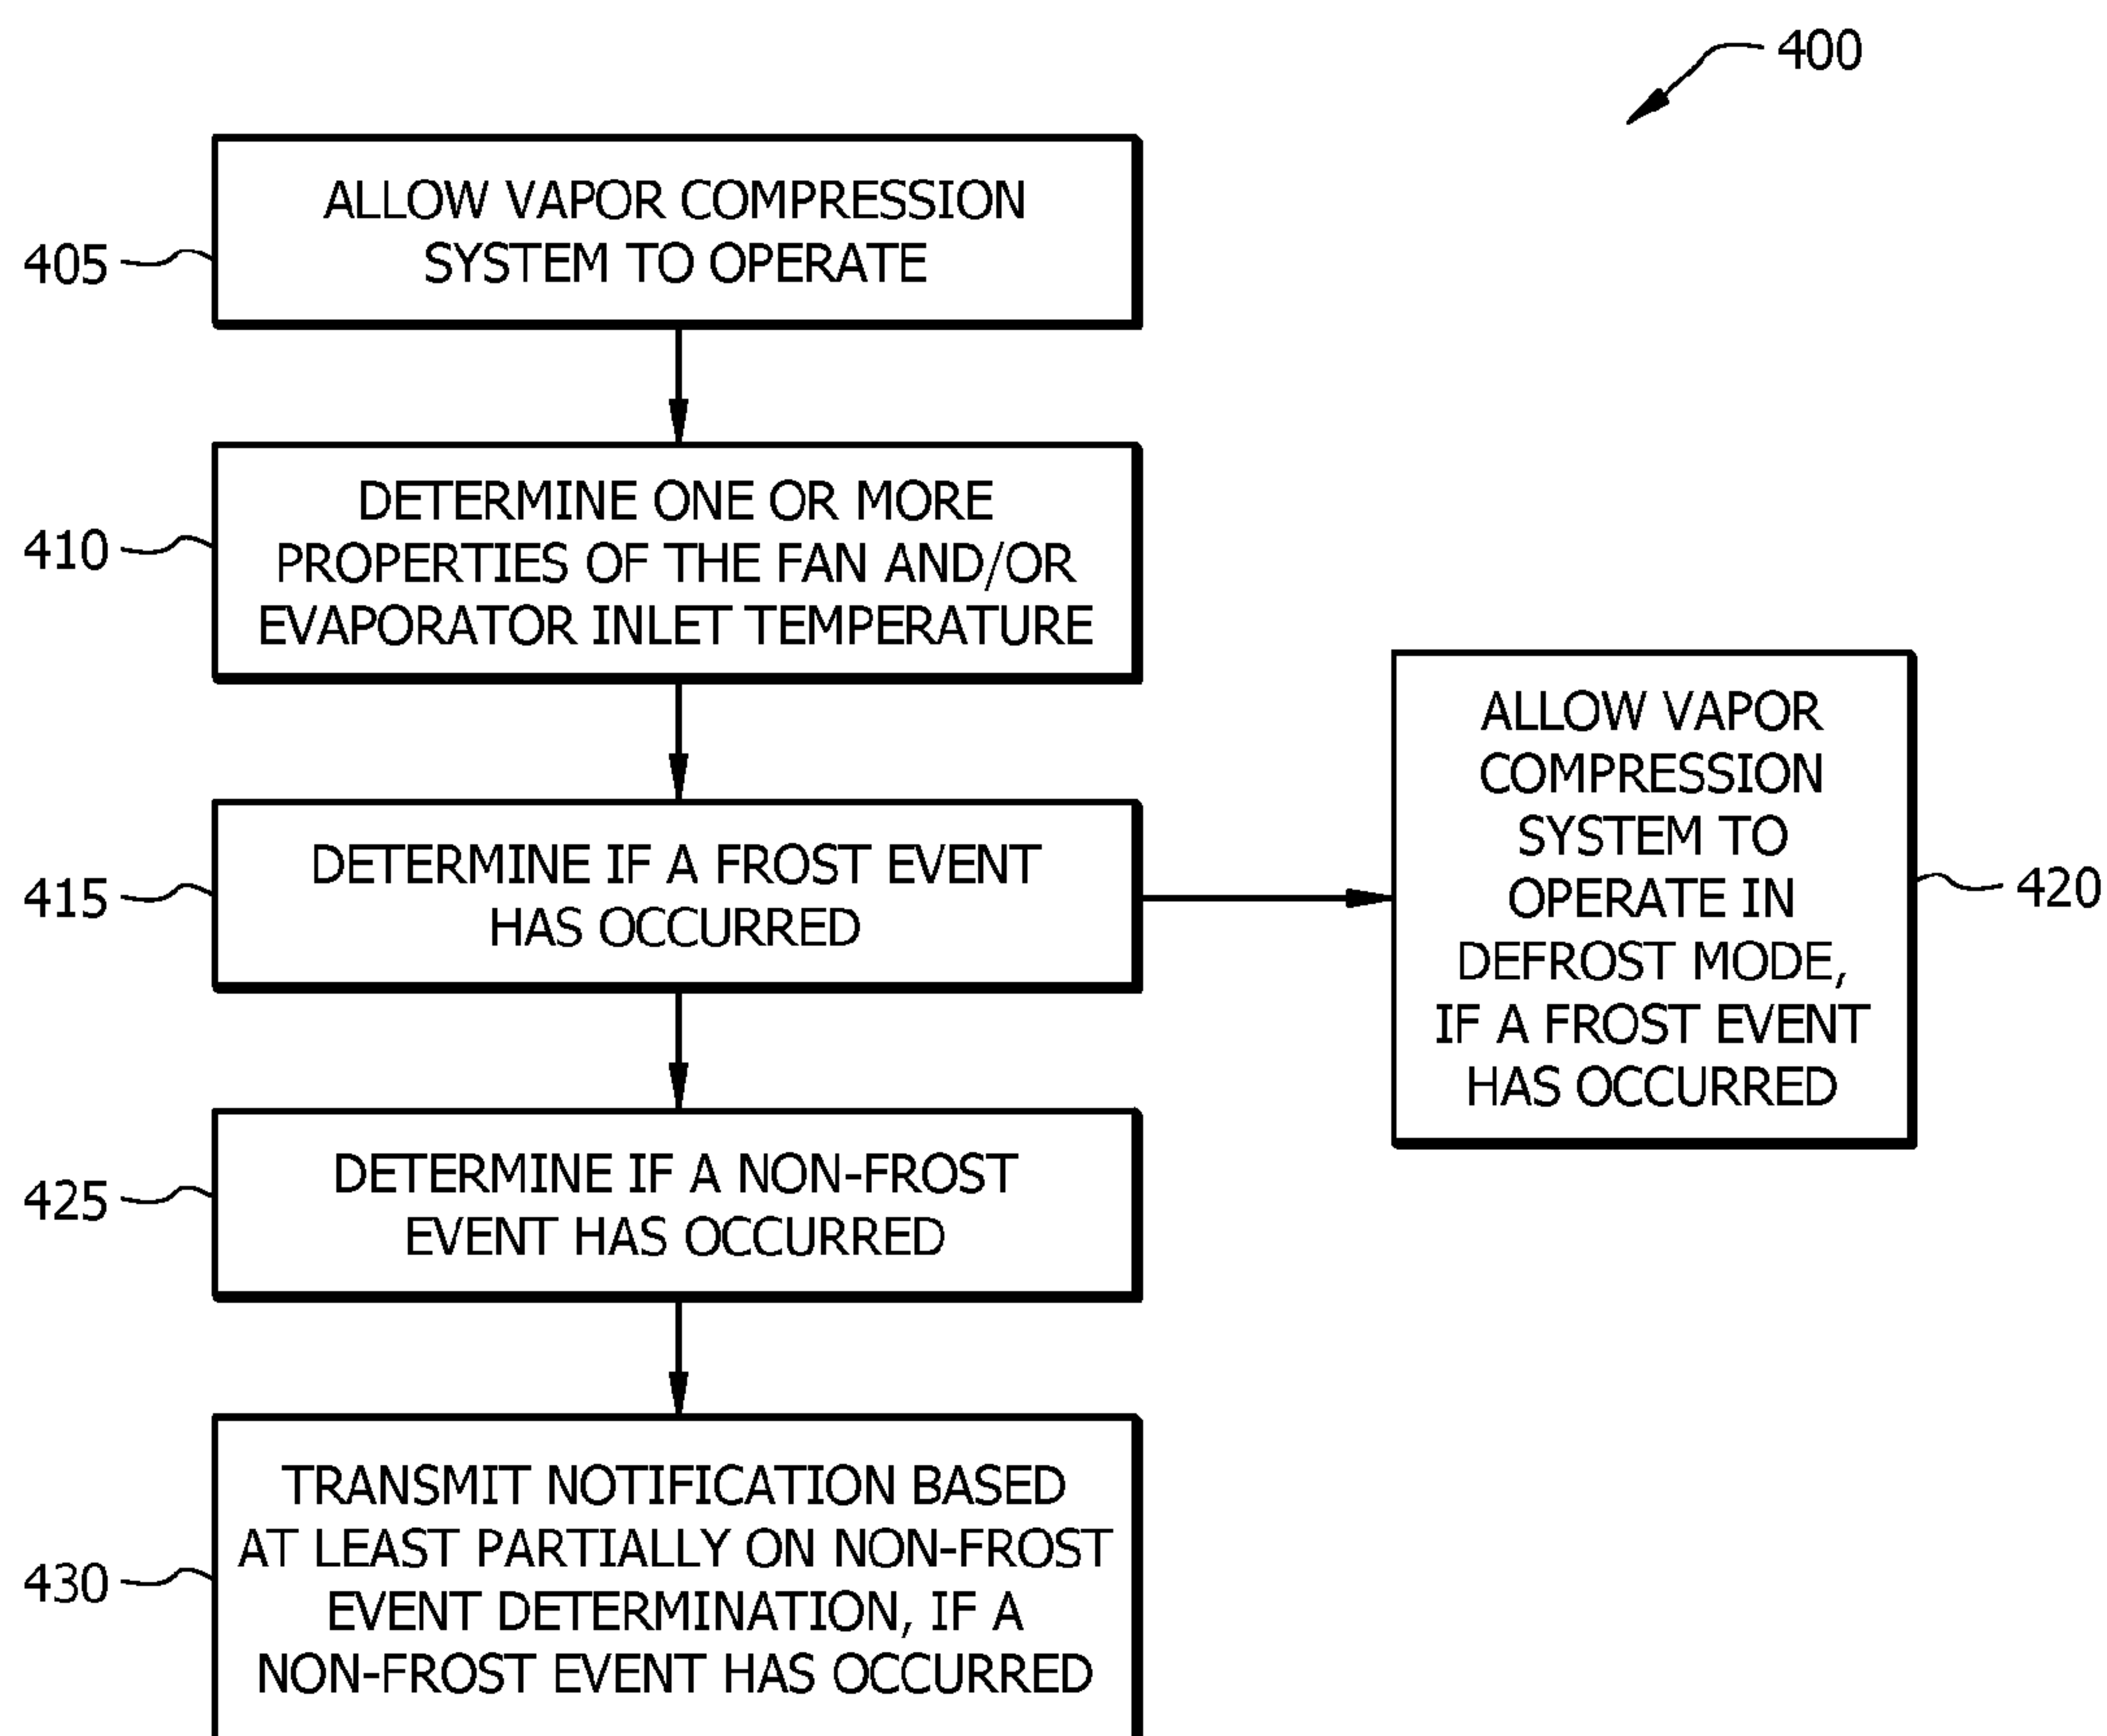 400
ALLOW VAPOR COMPRESSION
SYSTEM TO OPERATE
405
DETERMINE ONE OR MORE
PROPERTIES OF THE FAN AND/OR
EVAPORATOR INLET TEMPERATURE
410
DETERMINE IF A FROST EVENT
HAS OCCURRED
415
ALLOW VAPOR
COMPRESSION
SYSTEM TO
OPERATE IN
DEFROST MODE,
IF A FROST EVENT
HAS OCCURRED
420
DETERMINE IF A NON-FROST
EVENT HAS OCCURRED
425
TRANSMIT NOTIFICATION BASED
AT LEAST PARTIALLY ON NON-FROST
EVENT DETERMINATION, IF A
NON-FROST EVENT HAS OCCURRED
430